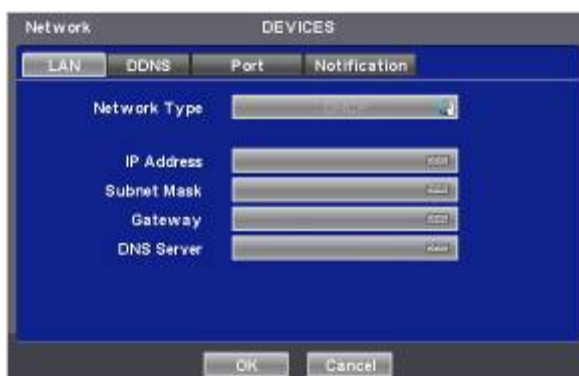 Network
DEVICES
LAN
DDNS
Port
Notification
Network Type
IP Address
Subnet Mask
Gateway
DNS Server
OK
Cancel